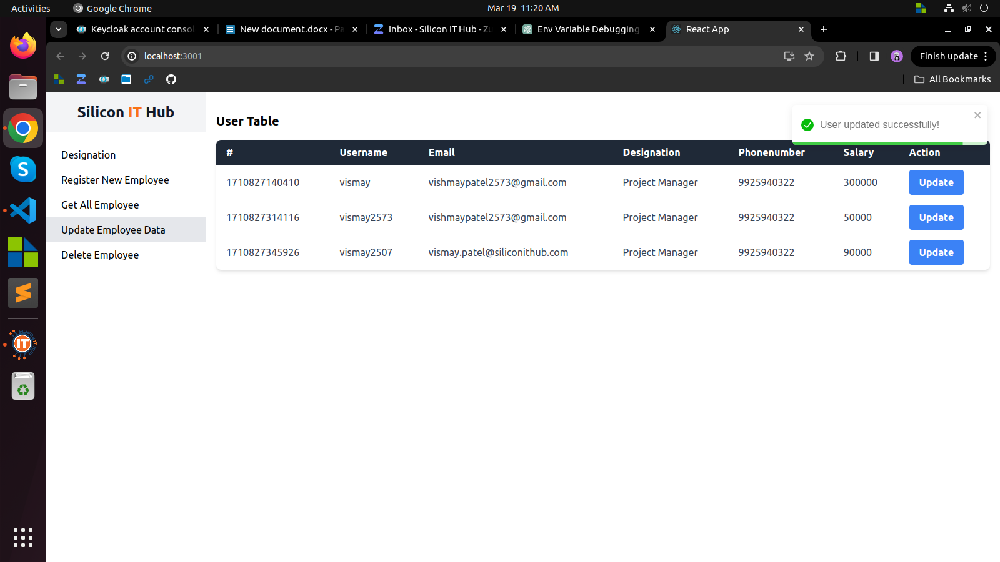 Activities Google Chrome Mar 19 11:20 AM
Keycloak account consol New document.docx - Pa Inbox - Silicon IT Hub - Zu Env Variable Debugging React App
localhost:3001 Finish update
All Bookmarks
Silicon IT Hub
Designation
Register New Employee
Get All Employee
Update Employee Data
Delete Employee
User Table
User updated successfully!
# Username Email Designation Phonenumber Salary Action
1710827140410 vismay vishmaypatel2573@gmail.com Project Manager 9925940322 300000 Update
1710827314116 vismay2573 vishmaypatel2573@gmail.com Project Manager 9925940322 50000 Update
1710827345926 vismay2507 vismay.patel@siliconithub.com Project Manager 9925940322 90000 Update
IT